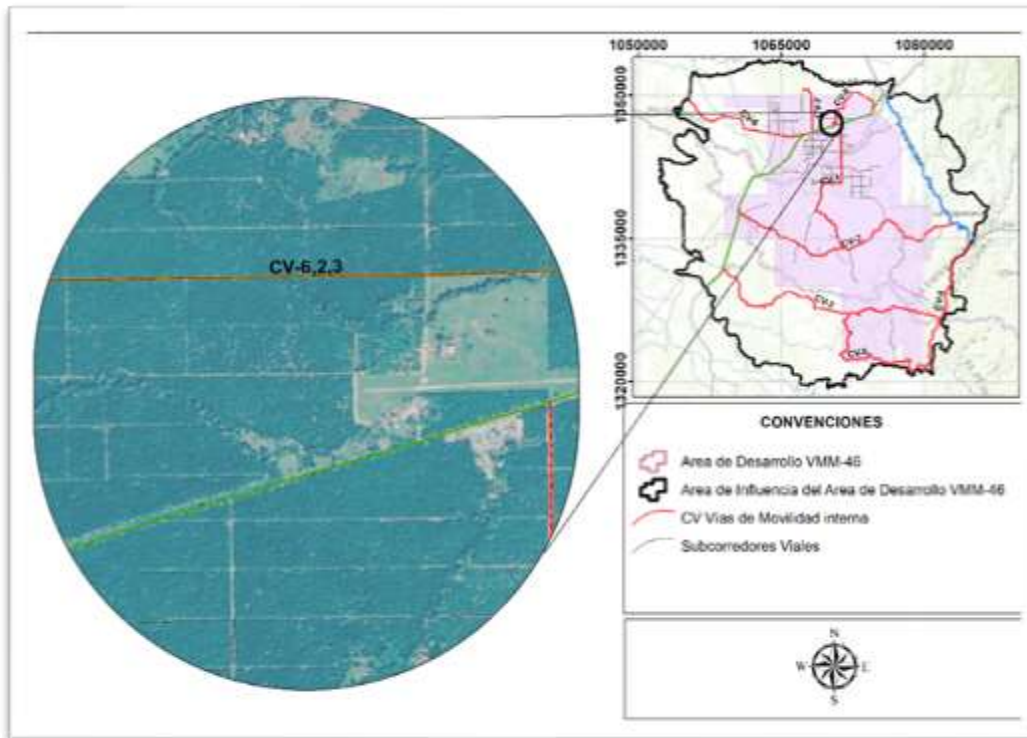 1050000
1065000
1080000
1335000
1320000
CV-6,2,3
CONVENCIONES
Area de Desarrollo VMM-46
Area de Influencia del Area de Desarrollo VMM-46
CV Vias de Movilidad interna
Subcorredores Viales
N
W
E
S